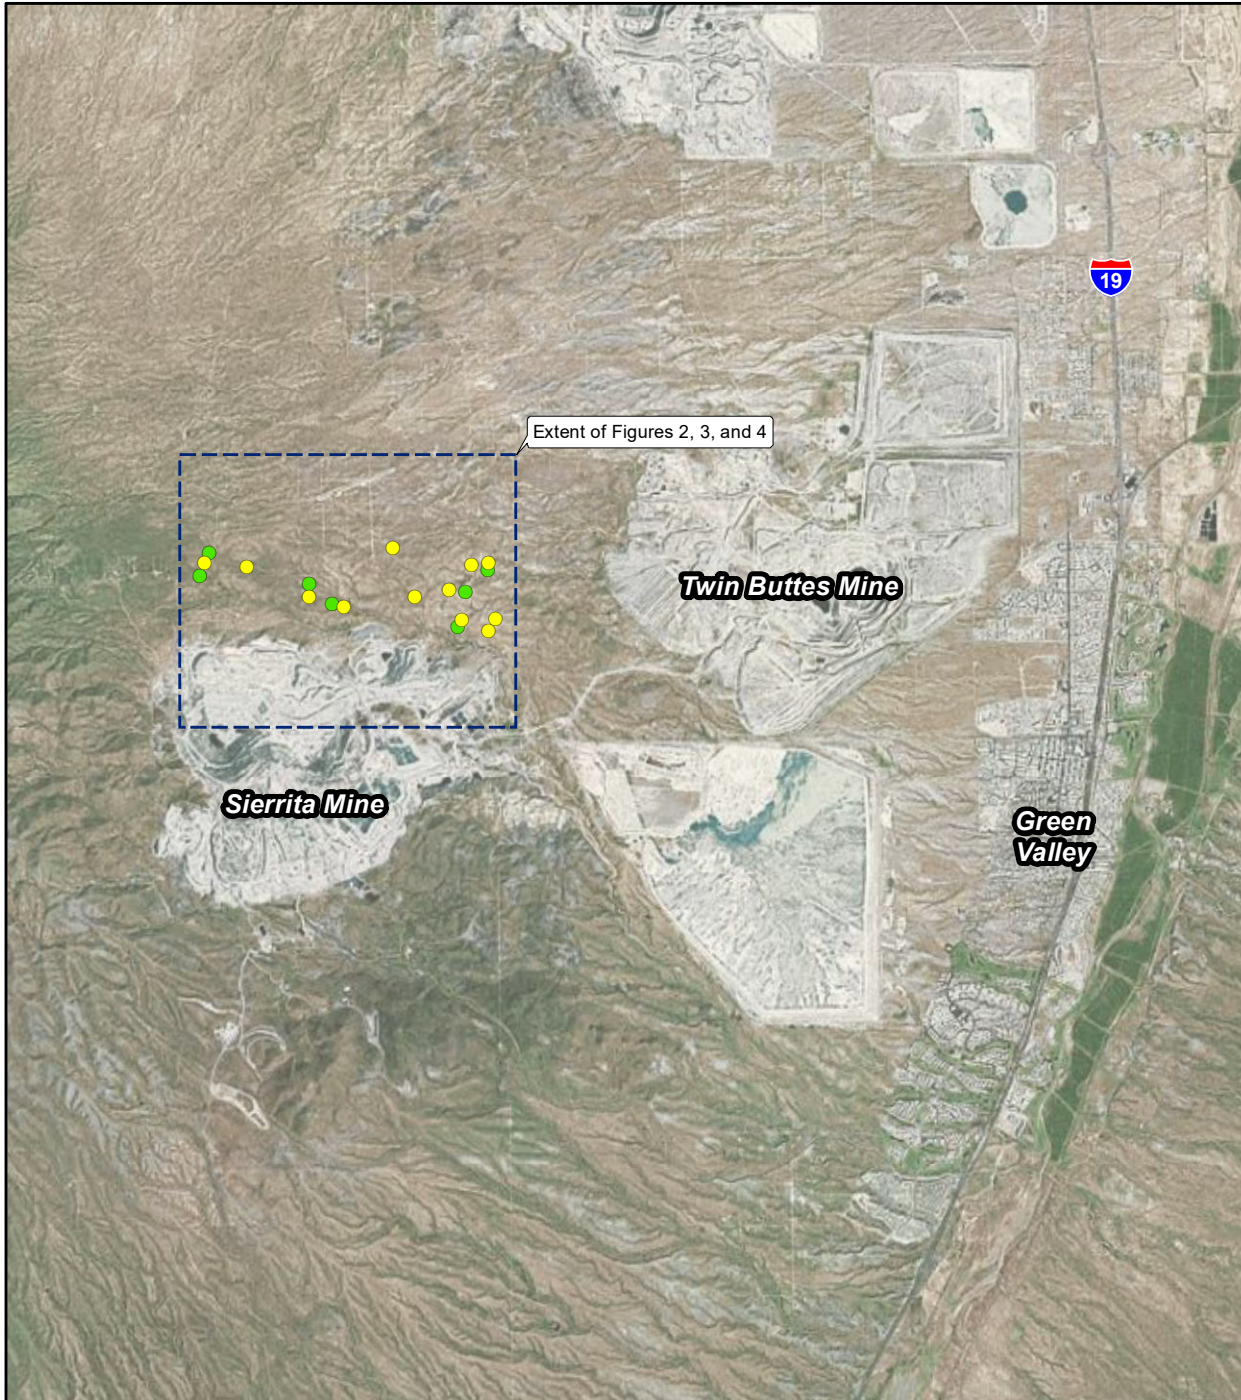 19
Extent of Figures 2, 3, and 4
Twin Buttes Mine
Sierrita Mine
Green
Valley